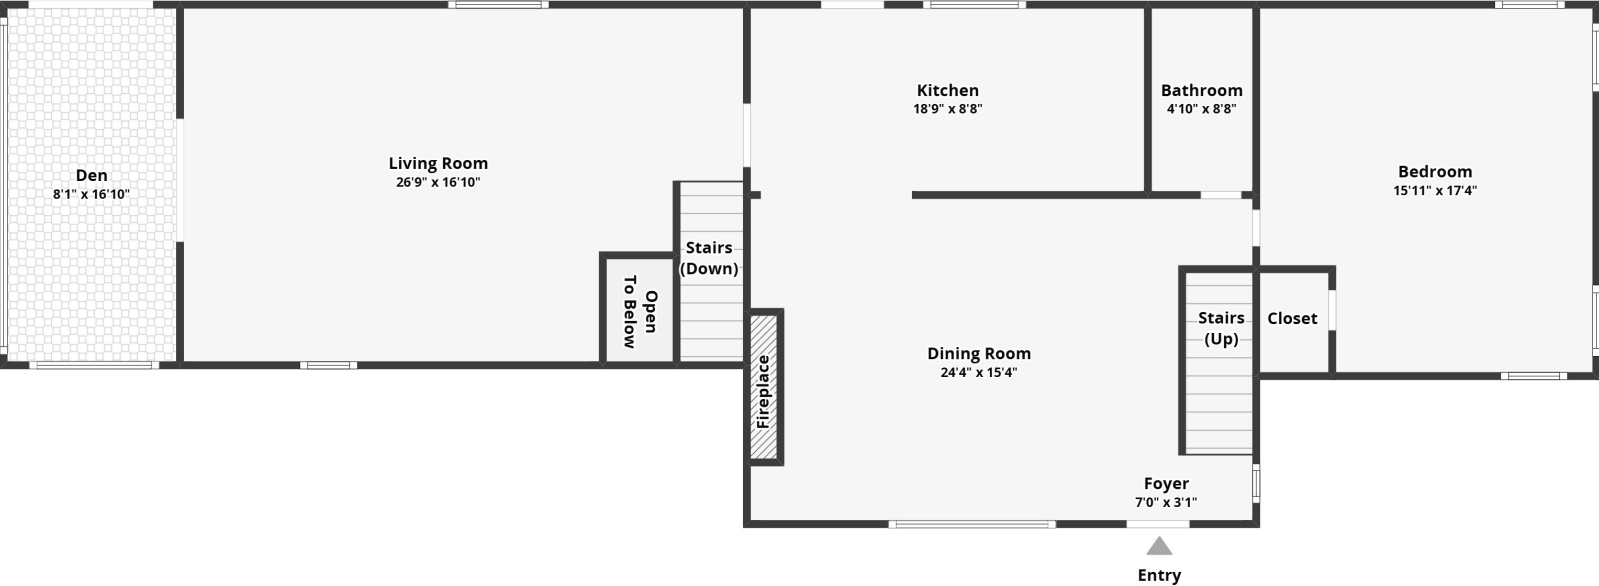 Den
8'1" x 16'10"
Living Room
26'9" x 16'10"
Stairs
(Down)
Open
To Below
Kitchen
18'9" x 8'8"
Bathroom
4'10" x 8'8"
Bedroom
15'11" x 17'4"
Closet
Stairs
(Up)
Dining Room
24'4" x 15'4"
Fireplace
Foyer
7'0" x 3'1"
Entry